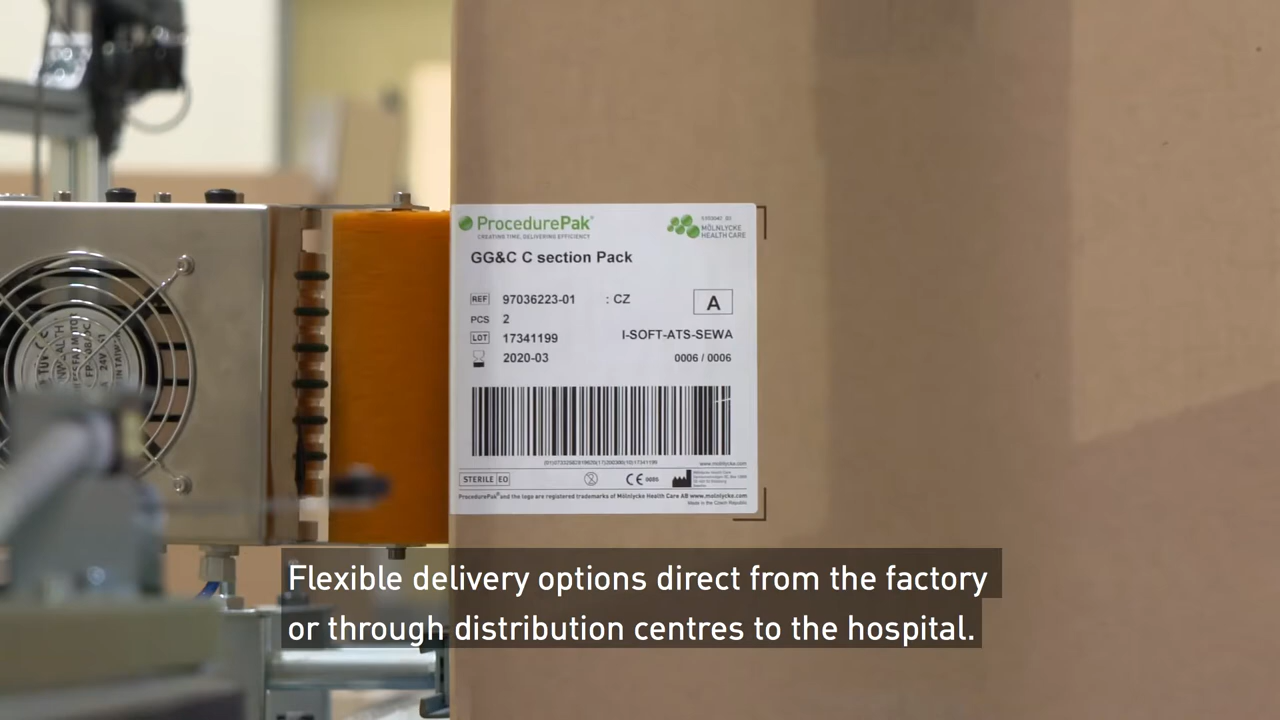 ProcedurePak®
CREATING TIME, DELIVERING EFFICIENCY
MÖLNLYCKE
HEALTH CARE
GG&C C section Pack
REF 97036223-01 : CZ
A
PCS 2
LOT 17341199
I-SOFT-ATS-SEWA
2020-03
0006 / 0006
www.molnlycke.com
STERILE EO
CE 0086
ProcedurePak® and the logo are registered trademarks of Mölnlycke Health Care AB www.molnlycke.com
Made in the Czech Republic
24V
Flexible delivery options direct from the factory
or through distribution centres to the hospital.